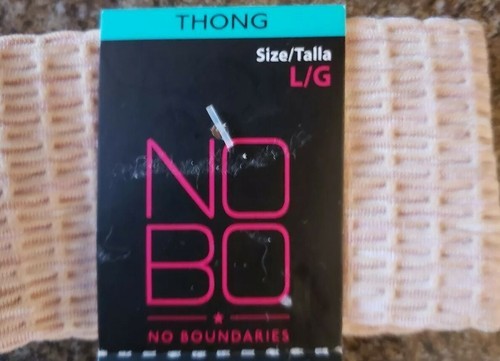 THONG
Size/Talla
L/G
NO
BO
NO BOUNDARIES